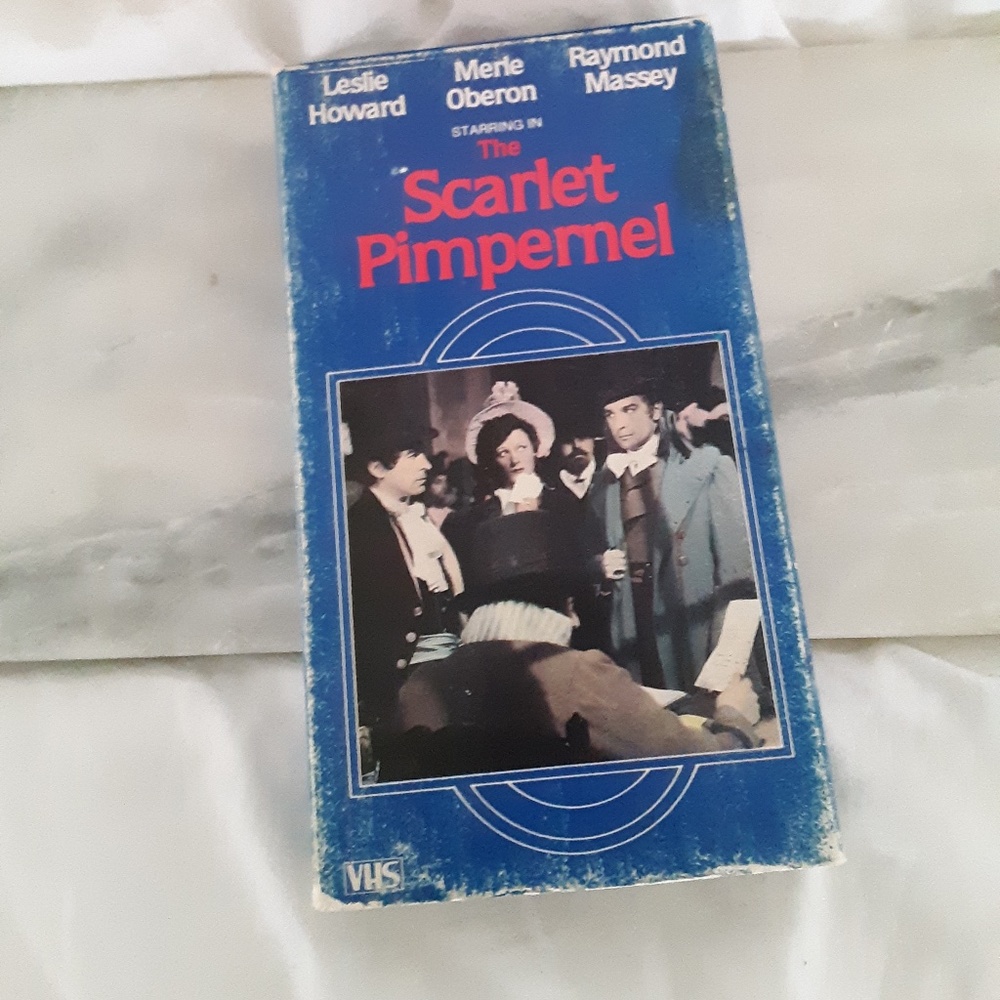 Leslie
Howard
Merle
Oberon
Raymond
Massey
STARRING IN
The
Scarlet
Pimpernel
VHS